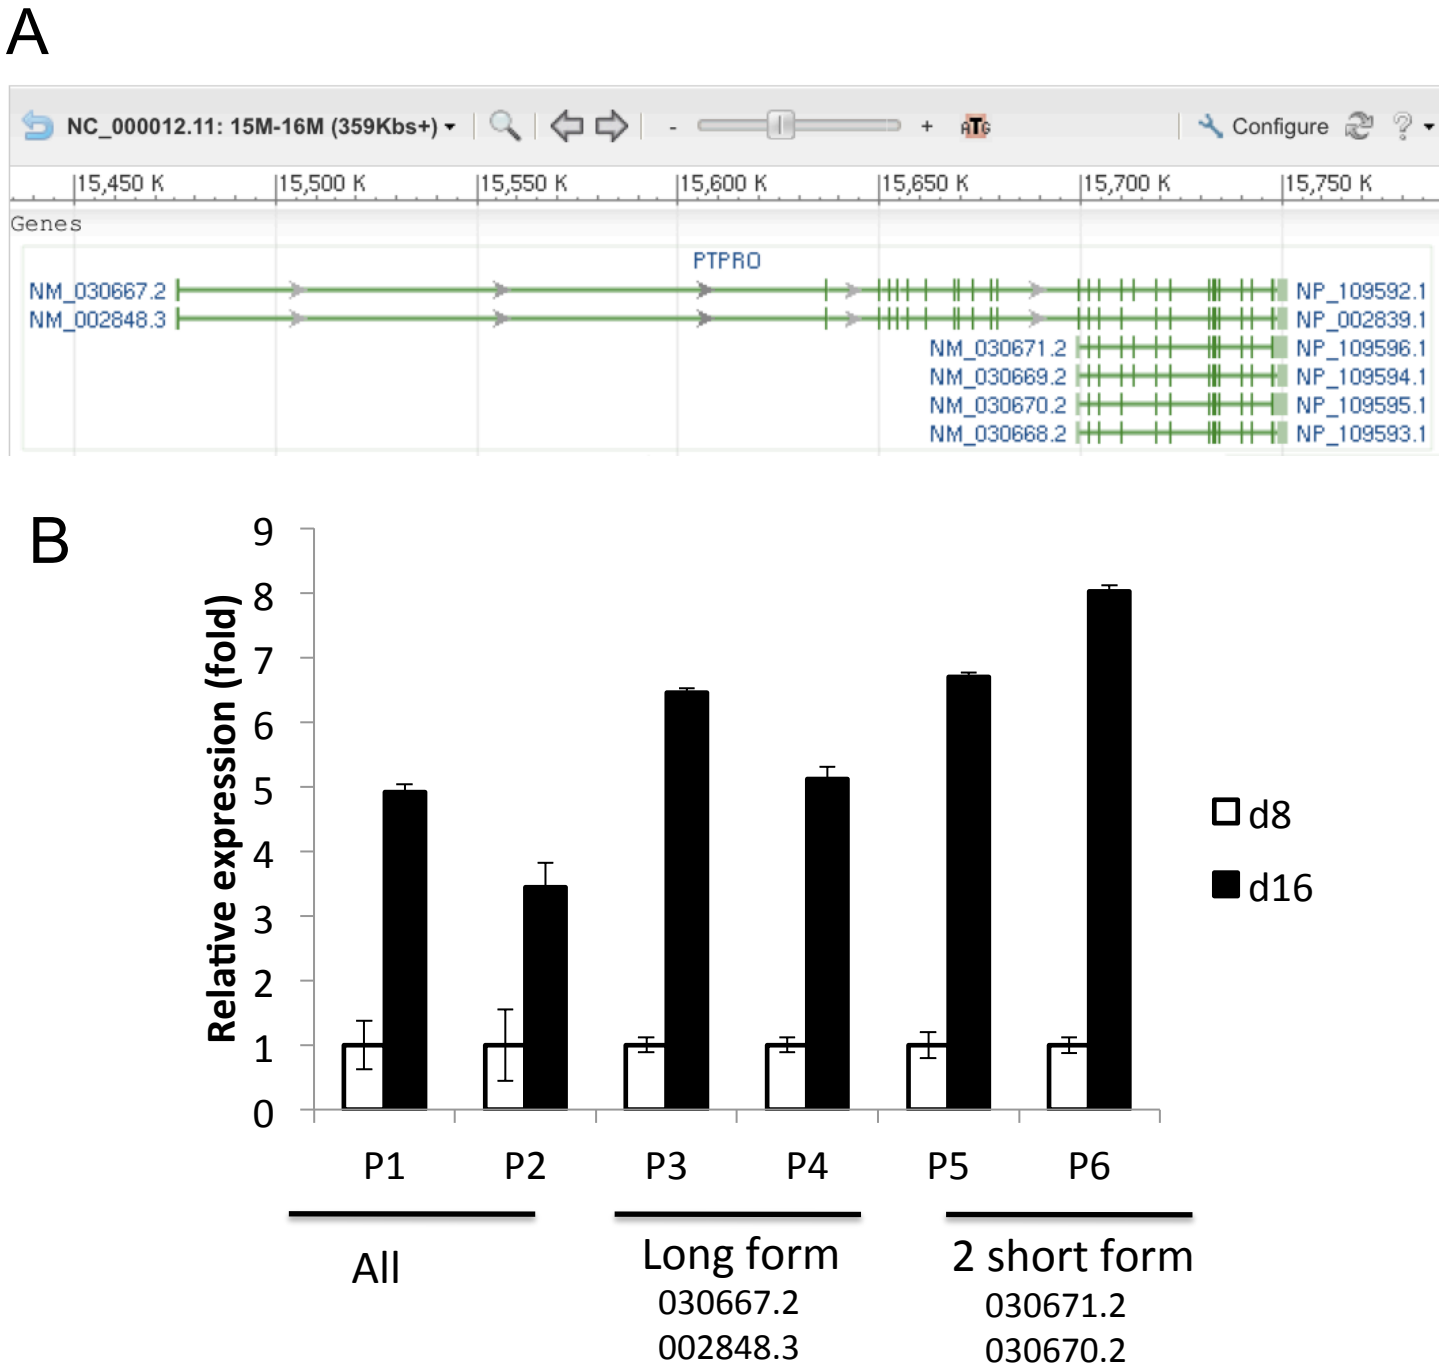 A
NC_000012.11: 15M-16M (359Kbs+)
- + ATG Configure ?
15,450 K 15,500 K 15,550 K 15,600 K 15,650 K 15,700 K 15,750 K
Genes
PTPRO
NM_030667.2 NP_109592.1
NM_002848.3 NP_002839.1
NM_030671.2 NP_109596.1
NM_030669.2 NP_109594.1
NM_030670.2 NP_109595.1
NM_030668.2 NP_109593.1
B
Relative expression (fold)
9
8
7
6
5
4
3
2
1
0
d8
d16
P1 P2 P3 P4 P5 P6
All Long form 2 short form
030667.2 030671.2
002848.3 030670.2